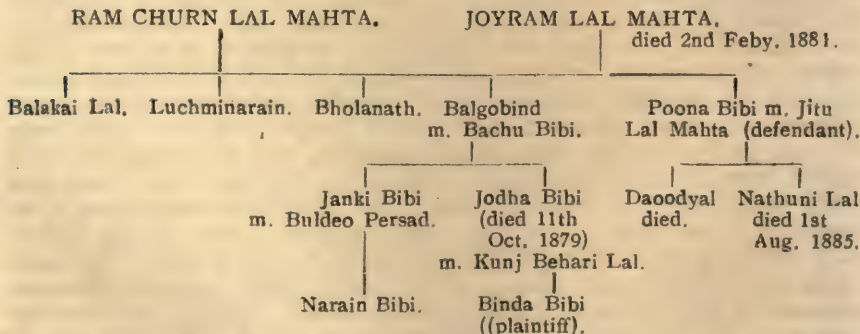 RAM CHURN LAL MAHTA. JOYRAM LAL MAHTA.
died 2nd Feby. 1881.
Balakai Lal. Luchminarain. Bholanath. Balgobind Poona Bibi m. Jitu
m. Bachu Bibi. Lal Mahta (defendant).
Janki Bibi Jodha Bibi Daoodyal Nathuni Lal
m. Buldeo Persad. (died 11th died. died 1st
Oct. 1879) Aug. 1885.
m. Kunj Behari Lal.
Narain Bibi. Binda Bibi
((plaintiff).